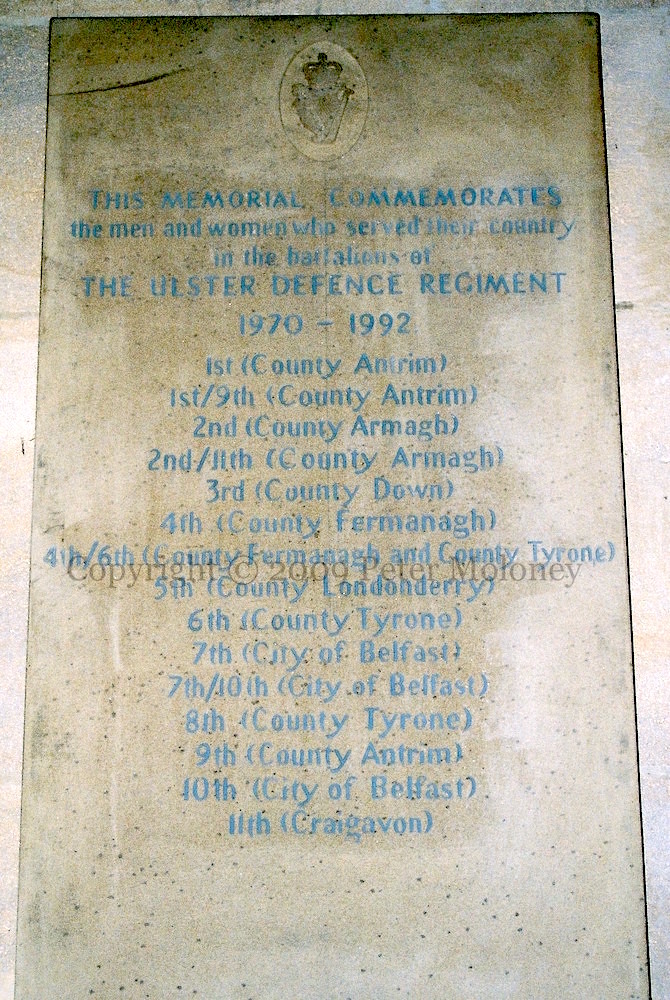 THIS MEMORIAL COMMEMORATES
the men and women who served their country
in the battalions of
THE ULSTER DEFENCE REGIMENT
1970 - 1992
1st (County Antrim)
1st/9th (County Antrim)
2nd (County Armagh)
2nd/11th (County Armagh)
3rd (County Down)
4th (County Fermanagh)
4th/6th (County Fermanagh and County Tyrone)
Copyright © 2009 Peter Moloney
5th (County Londonderry)
6th (County Tyrone)
7th (City of Belfast)
7th/10th (City of Belfast)
8th (County Tyrone)
9th (County Antrim)
10th (City of Belfast)
11th (Craigavon)